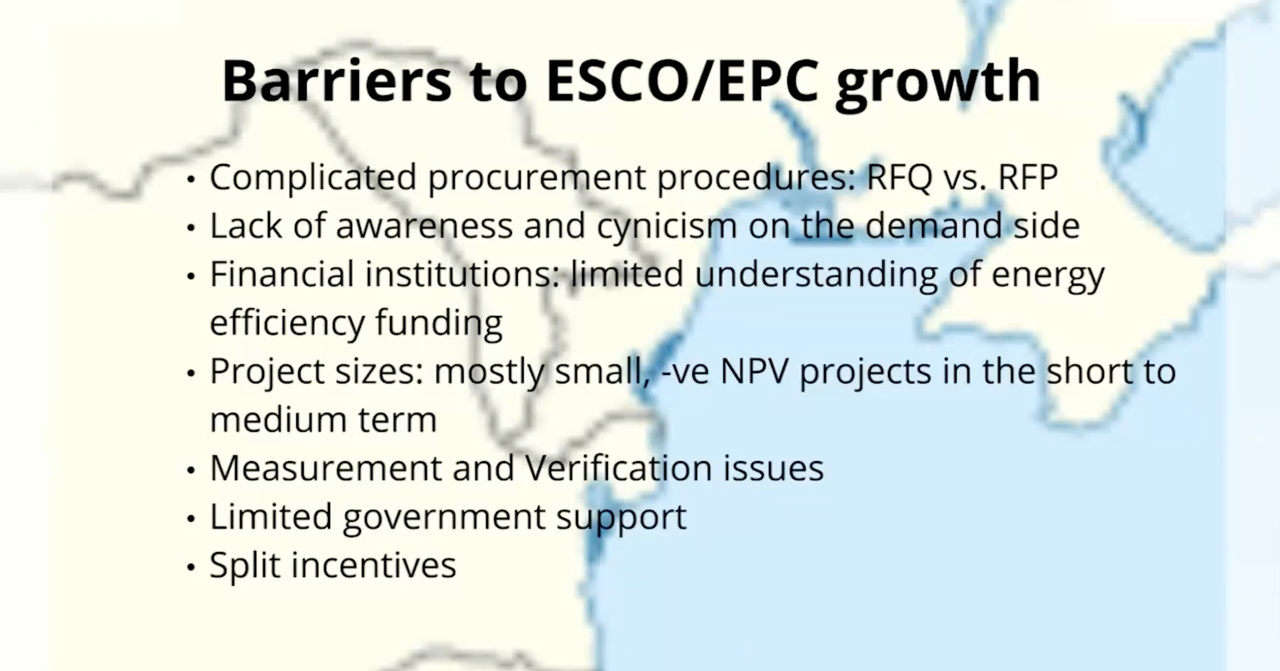 Barriers to ESCO/EPC growth
• Complicated procurement procedures: RFQ vs. RFP
• Lack of awareness and cynicism on the demand side
• Financial institutions: limited understanding of energy
efficiency funding
• Project sizes: mostly small, -ve NPV projects in the short to
medium term
• Measurement and Verification issues
• Limited government support
• Split incentives